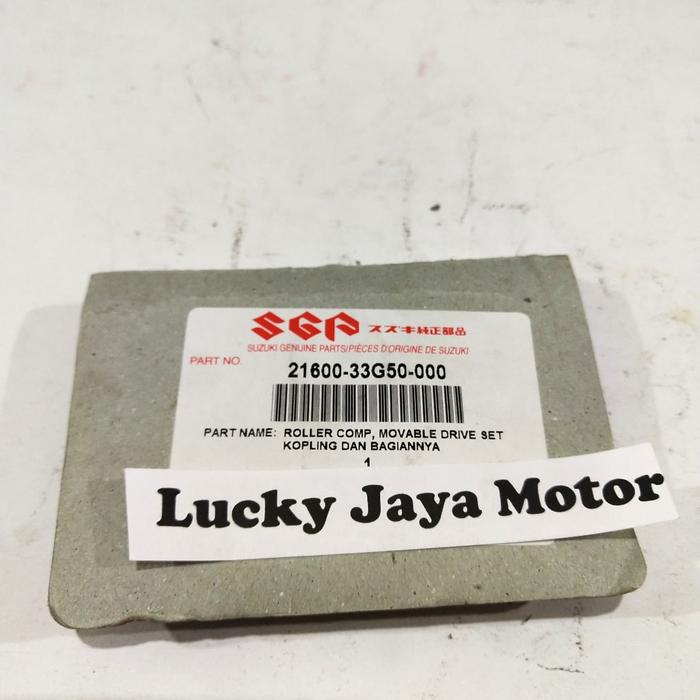 SGP スズキ純正部品
SUZUKI GENUINE PARTS/PIÈCES D'ORIGINE DE SUZUKI
PART NO. 21600-33G50-000
PART NAME: ROLLER COMP, MOVABLE DRIVE SET
KOPLING DAN BAGIANNYA
1
Lucky Jaya Motor